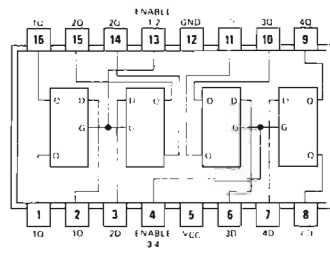 ENABLE
1Q 2Q 2Q 1-2 GND 3Q 4Q
16 15 14 13 12 11 10 9
Q D D Q Q D D Q
G G G G
Q
1 2 3 4 5 6 7 8
1Q 1D 2D ENABLE VCC 3D 4D
3-4